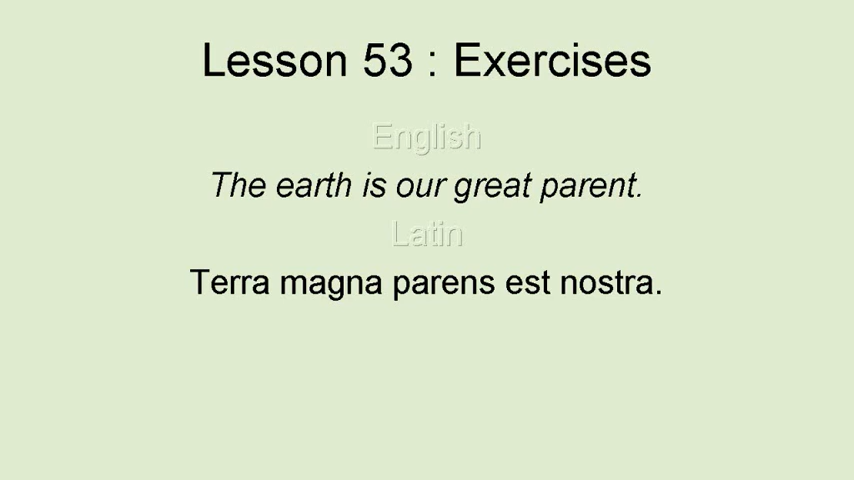 Lesson 53 : Exercises
English
The earth is our great parent.
Latin
Terra magna parens est nostra.